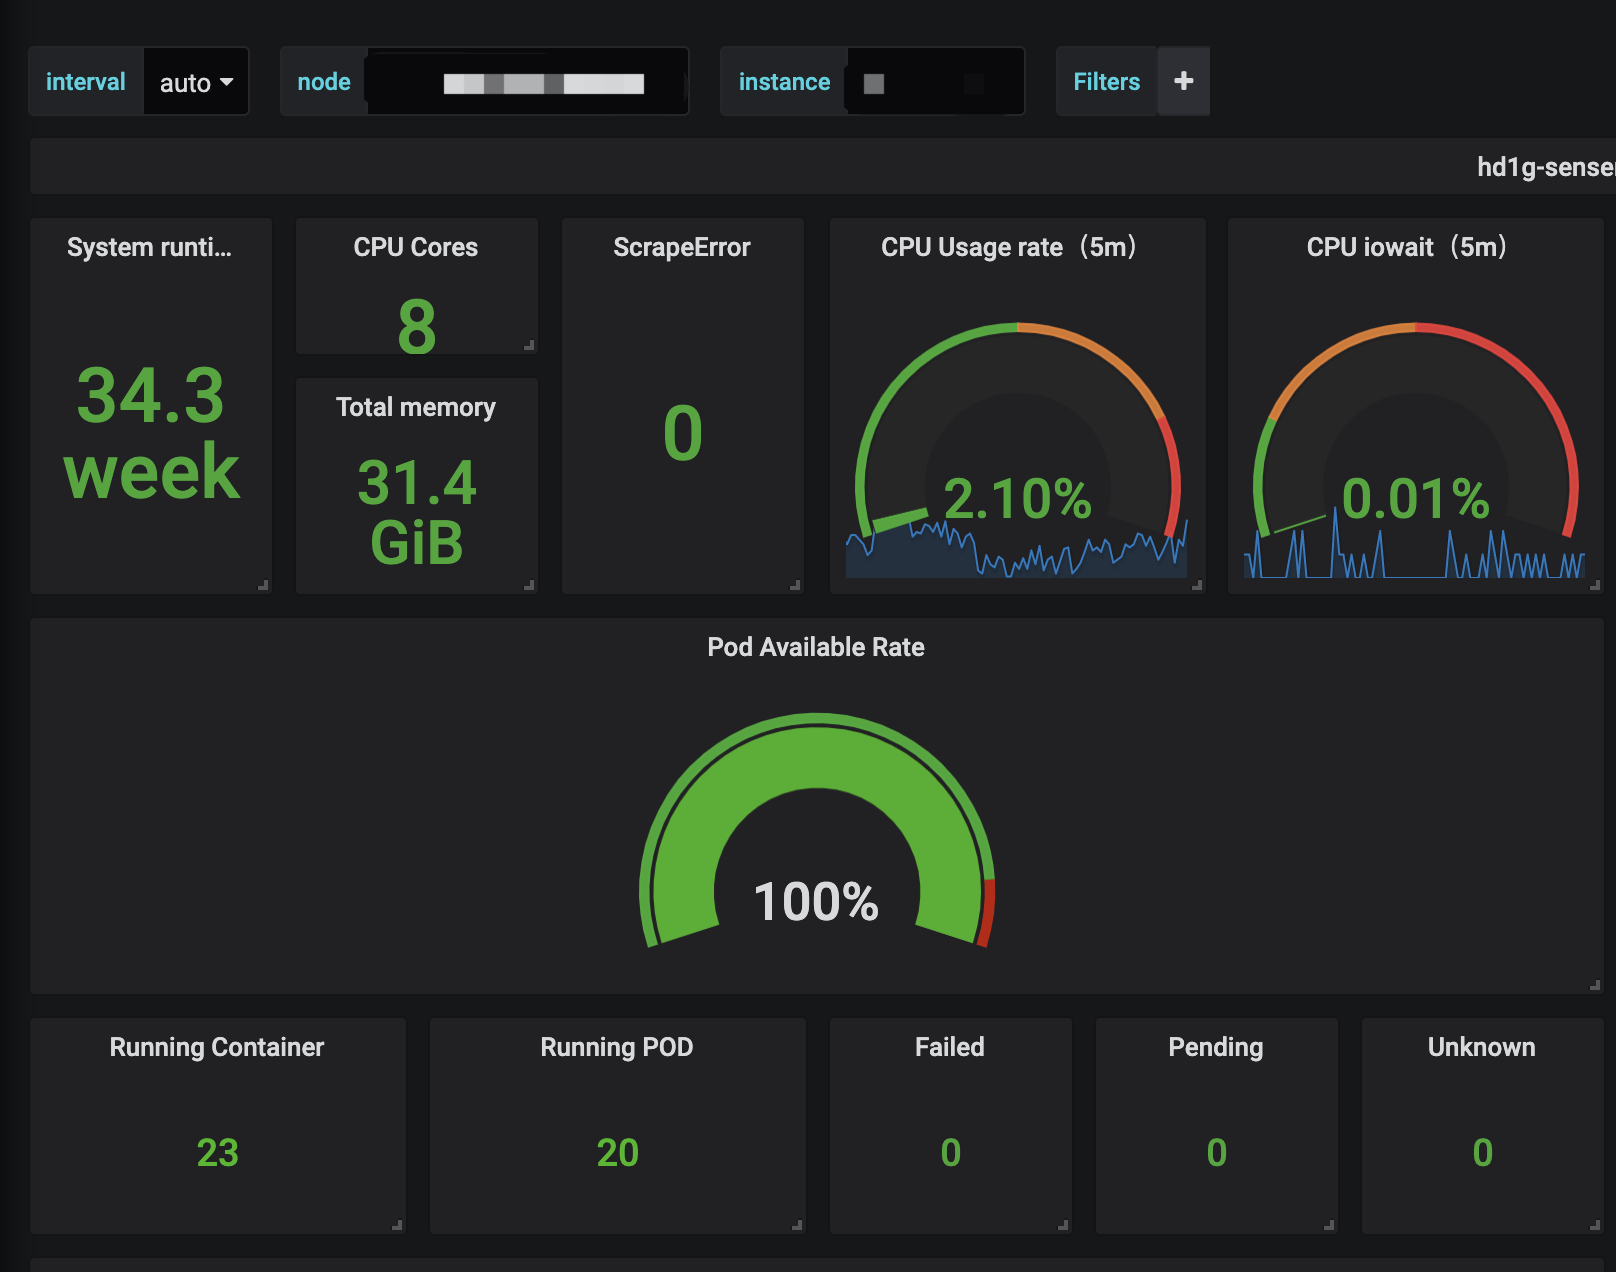 interval auto node instance Filters +
hd1g-sense
System runti... CPU Cores ScrapeError CPU Usage rate（5m） CPU iowait（5m）
8
34.3
week
Total memory
31.4
GiB
0
2.10%
0.01%
Pod Available Rate
100%
Running Container Running POD Failed Pending Unknown
23 20 0 0 0